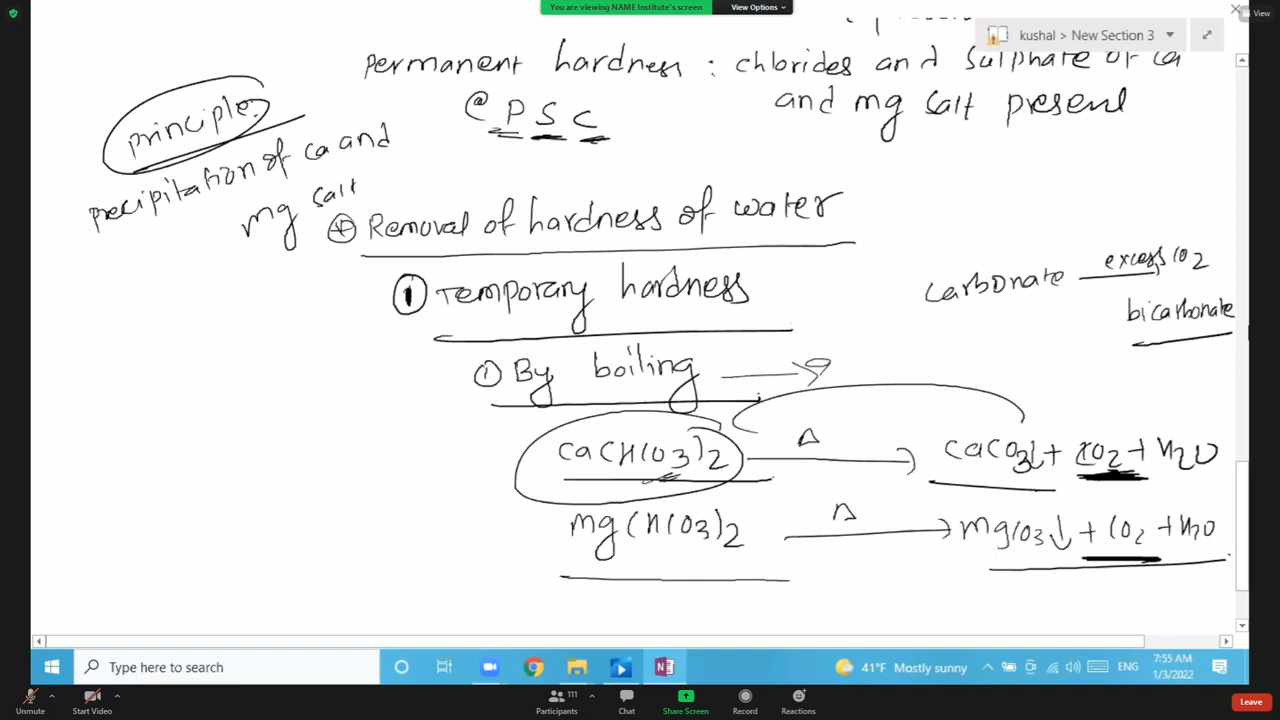 You are viewing NAME Institute's screen
View Options
View
kushal > New Section 3
permanent hardness : chlorides and sulphate of ca
and mg salt present
@ P S C
principle:
precipitation of ca and
mg salt
Removal of hardness of water
① Temporary hardness
carbonate excess CO2
bicarbonate
① By boiling
Ca(HCO3)2 Δ → CaCO3↓ + CO2 + H2O
mg(HCO3)2 Δ → mgCO3↓ + CO2 + H2O
Type here to search
41°F Mostly sunny
ENG
7:55 AM
1/3/2022
Unmute
Start Video
111
Participants
Chat
Share Screen
Record
Reactions
Leave